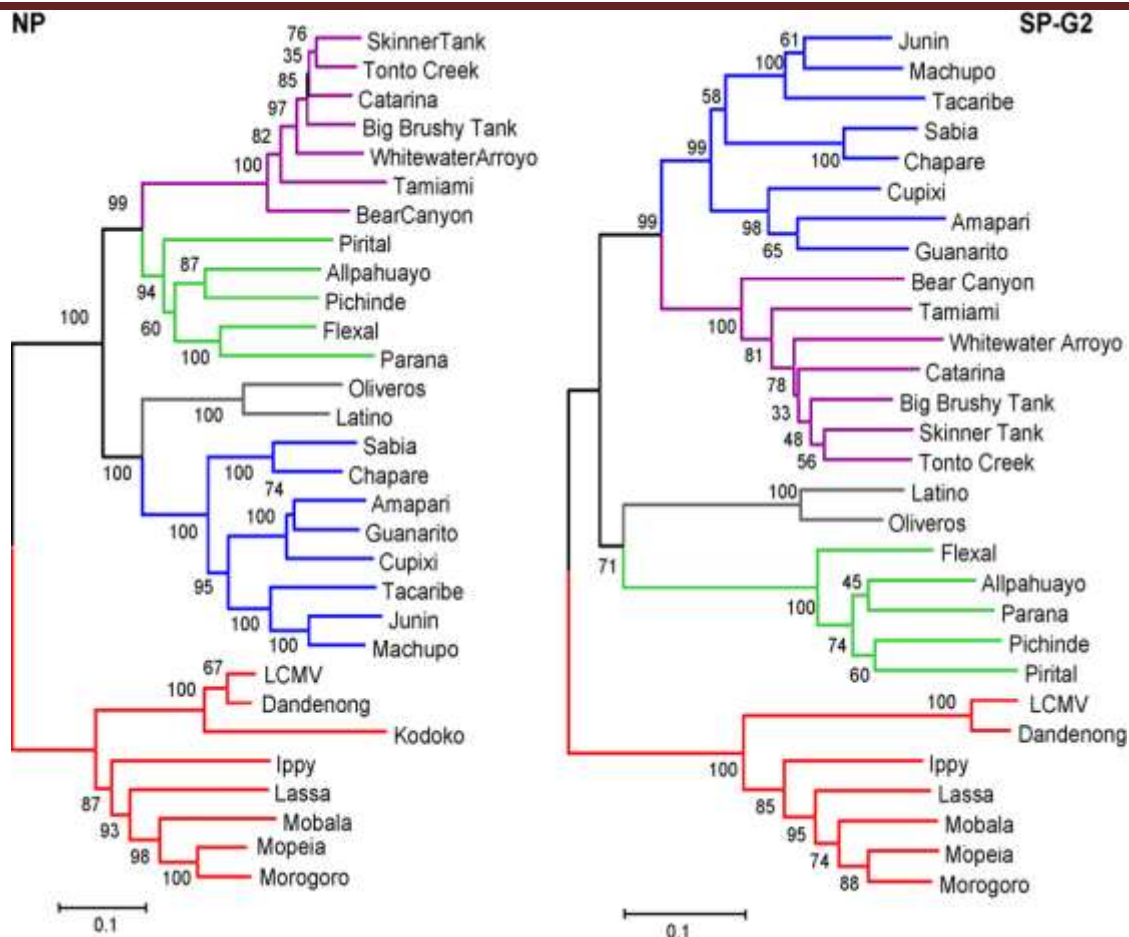 NP
76
SkinnerTank
35
Tonto Creek
85
Catarina
97
Big Brushy Tank
82
WhitewaterArroyo
100
Tamiami
99
BearCanyon
Pirital
87
Allpahuayo
94
Pichinde
60
Flexal
100
Parana
100
Oliveros
100
Latino
100
Sabia
100
Chapare
74
Amapari
100
100
Guanarito
Cupixi
95
Tacaribe
100
Junin
100
Machupo
67
LCMV
100
Dandenong
Kodoko
Ippy
87
Lassa
93
Mobala
98
Mopeia
100
Morogoro
0.1
SP-G2
61
Junin
100
Machupo
58
Tacaribe
Sabia
99
100
Chapare
Cupixi
98
Amapari
65
Guanarito
99
Bear Canyon
100
Tamiami
81
Whitewater Arroyo
78
Catarina
33
Big Brushy Tank
48
Skinner Tank
56
Tonto Creek
100
Latino
Oliveros
71
Flexal
45
Allpahuayo
100
Parana
74
Pichinde
60
Pirital
100
LCMV
Dandenong
100
Ippy
85
Lassa
95
Mobala
74
Mopeia
88
Morogoro
0.1